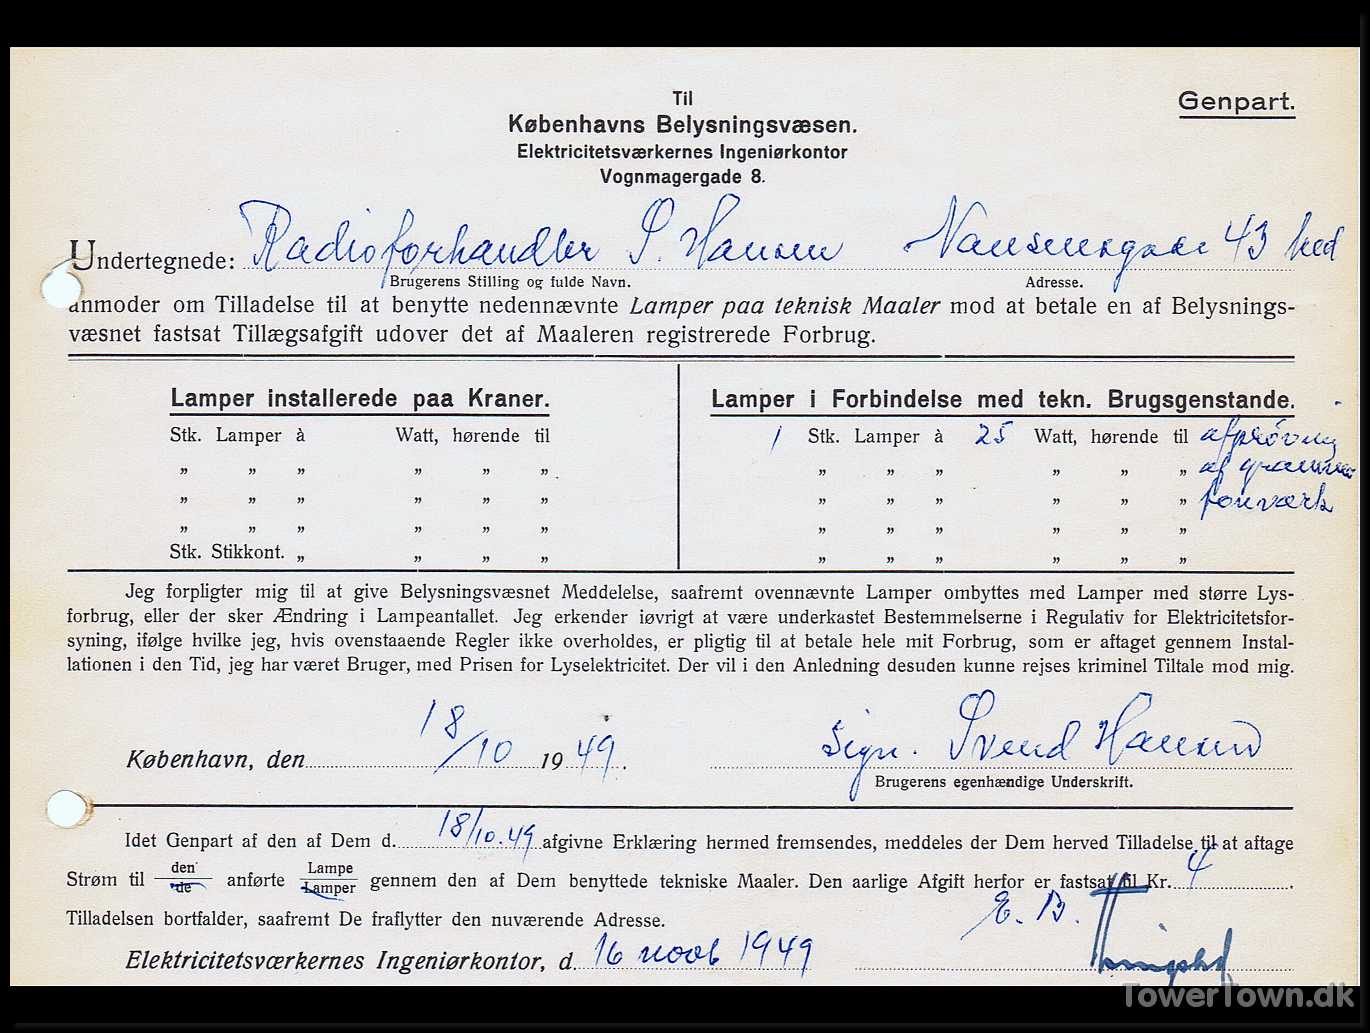 Til
Genpart.
Københavns Belysningsvæsen.
Elektricitetsværkernes Ingeniørkontor
Vognmagergade 8.
Undertegnede: Radioforhandler S. Hansen Nansensgade 43 kld
Brugerens Stilling og fulde Navn. Adresse.
anmoder om Tilladelse til at benytte nedennævnte Lamper paa teknisk Maaler mod at betale en af Belysnings-
væsnet fastsat Tillægsafgift udover det af Maaleren registrerede Forbrug.
Lamper installerede paa Kraner. Lamper i Forbindelse med tekn. Brugsgenstande.
Stk. Lamper à Watt, hørende til 1 Stk. Lamper à 25 Watt, hørende til afprøvning
„ „ „ „ „ „ „ „ „ „ „ „ af grammo
„ „ „ „ „ „ „ „ „ „ „ „ fonværk
„ „ „ „ „ „ „ „ „ „ „ „
Stk. Stikkont. „ „ „ „ „ „ „ „ „ „
Jeg forpligter mig til at give Belysningsvæsnet Meddelelse, saafremt ovennævnte Lamper ombyttes med Lamper med større Lys-
forbrug, eller der sker Ændring i Lampeantallet. Jeg erkender iøvrigt at være underkastet Bestemmelserne i Regulativ for Elektricitetsfor-
syning, ifølge hvilke jeg, hvis ovenstaaende Regler ikke overholdes, er pligtig til at betale hele mit Forbrug, som er aftaget gennem Instal-
lationen i den Tid, jeg har været Bruger, med Prisen for Lyselektricitet. Der vil i den Anledning desuden kunne rejses kriminel Tiltale mod mig.
København, den 18/10 1949. sign. Svend Hansen
Brugerens egenhændige Underskrift.
Idet Genpart af den af Dem d. 18/10.49 afgivne Erklæring hermed fremsendes, meddeles der Dem herved Tilladelse til at aftage
Strøm til den/de anførte Lampe/Lamper gennem den af Dem benyttede tekniske Maaler. Den aarlige Afgift herfor er fastsat til Kr. 4.
Tilladelsen bortfalder, saafremt De fraflytter den nuværende Adresse.
E. B.
Elektricitetsværkernes Ingeniørkontor, d. 16 novb 1949
TowerTown.dk